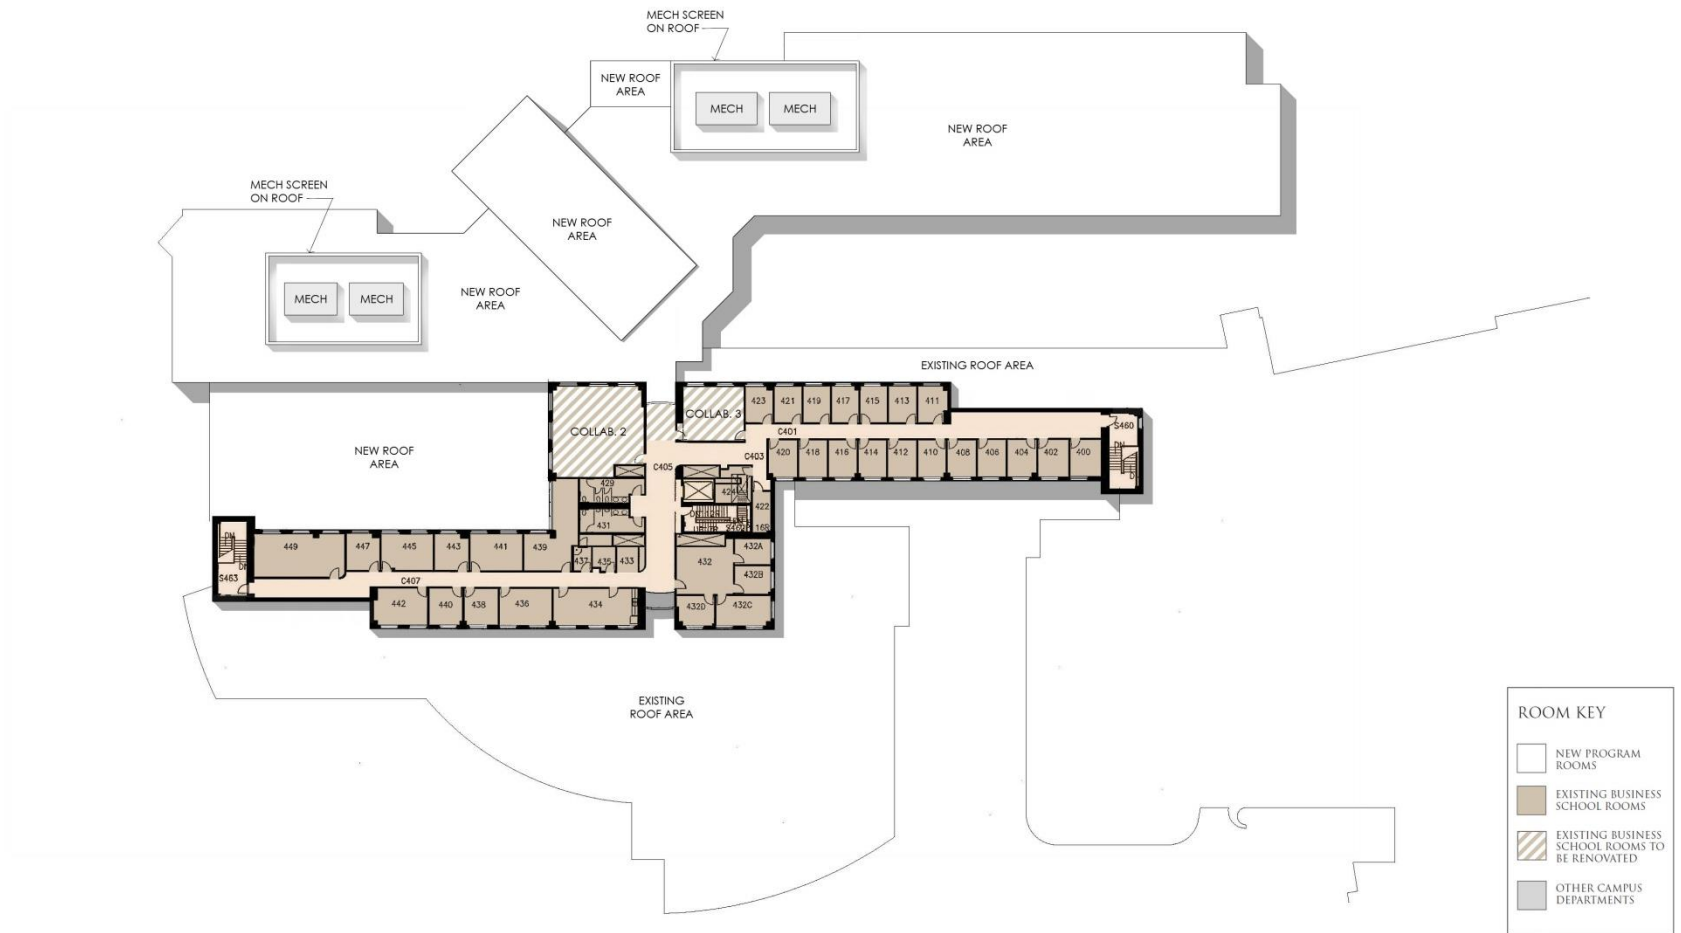 MECH SCREEN
ON ROOF
NEW ROOF
AREA
MECH
MECH
NEW ROOF
AREA
MECH SCREEN
ON ROOF
NEW ROOF
AREA
MECH
MECH
NEW ROOF
AREA
EXISTING ROOF AREA
COLLAB. 2
COLLAB. 3
423
421
419
417
415
413
411
C401
S460
DN
C403
C405
420
418
416
414
412
410
408
406
404
402
400
NEW ROOF
AREA
429
424
422
431
432A
432
432B
432D
432C
DN
S463
449
447
445
443
441
439
437
435
433
C407
442
440
438
436
434
EXISTING
ROOF AREA
ROOM KEY
NEW PROGRAM
ROOMS
EXISTING BUSINESS
SCHOOL ROOMS
EXISTING BUSINESS
SCHOOL ROOMS TO
BE RENOVATED
OTHER CAMPUS
DEPARTMENTS